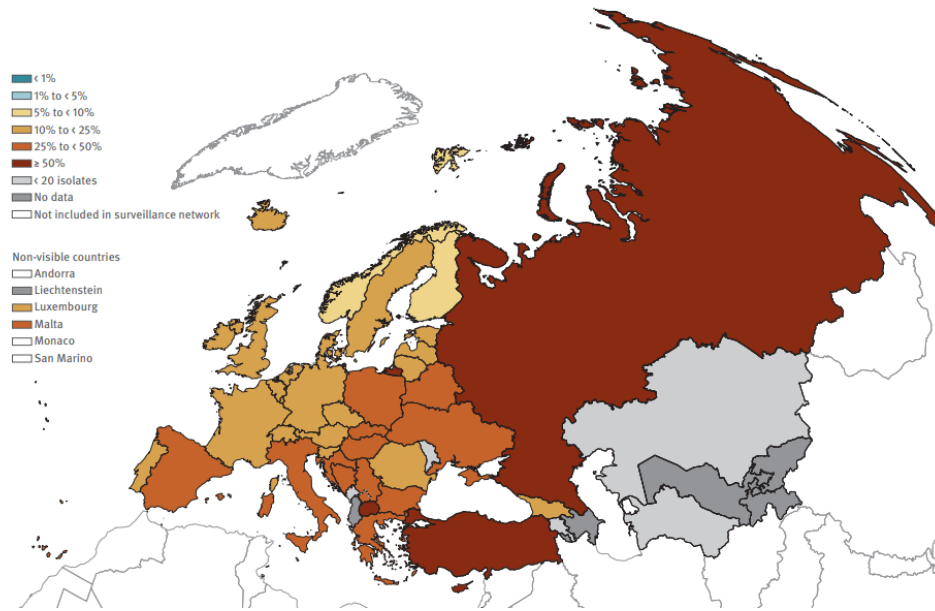 < 1%
1% to < 5%
5% to < 10%
10% to < 25%
25% to < 50%
≥ 50%
< 20 isolates
No data
Not included in surveillance network
Non-visible countries
Andorra
Liechtenstein
Luxembourg
Malta
Monaco
San Marino